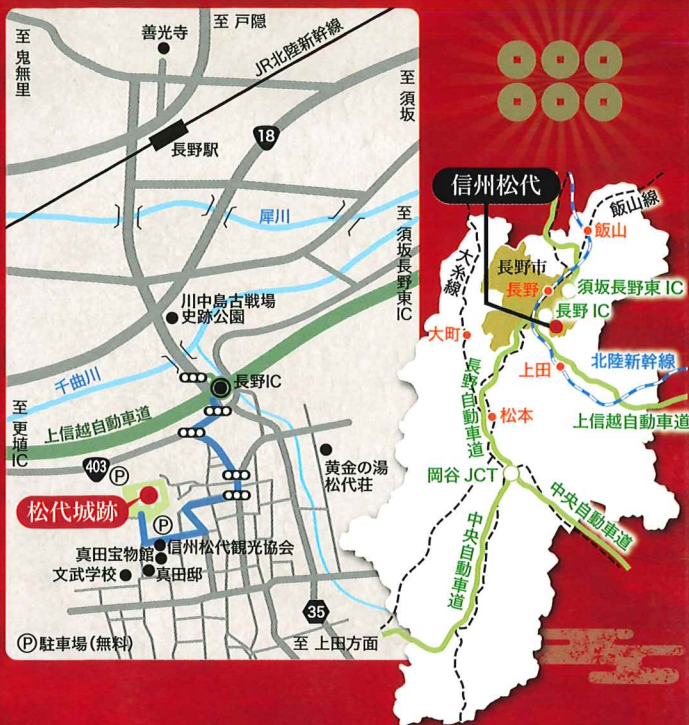 至 鬼無里
善光寺
至 戸隠
JR北陸新幹線
至 須坂
長野駅
18
犀川
至 須坂長野東IC
川中島古戦場
史跡公園
千曲川
長野IC
至 更埴IC
上信越自動車道
403
P
松代城跡
黄金の湯
松代荘
P
信州松代観光協会
真田宝物館
文武学校
真田邸
35
至 上田方面
P駐車場(無料)
信州松代
飯山線
飯山
大糸線
長野市
長野
須坂長野東IC
長野IC
大町
上田
北陸新幹線
長野自動車道
松本
上信越自動車道
岡谷JCT
中央自動車道
中央自動車道